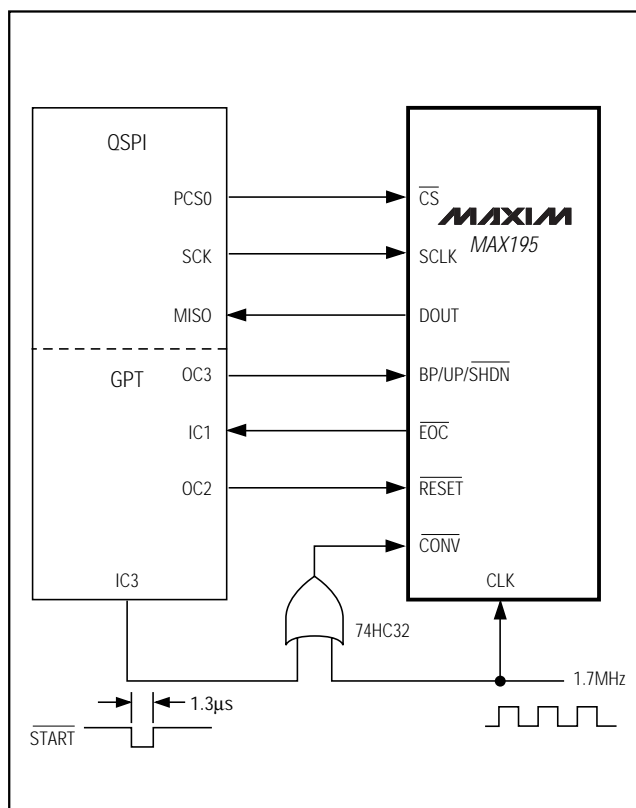 QSPI
PCS0
SCK
MISO
GPT
OC3
IC1
OC2
IC3
CS
MAXIM
MAX195
SCLK
DOUT
BP/UP/SHDN
EOC
RESET
CONV
CLK
74HC32
1.7MHz
1.3µs
START